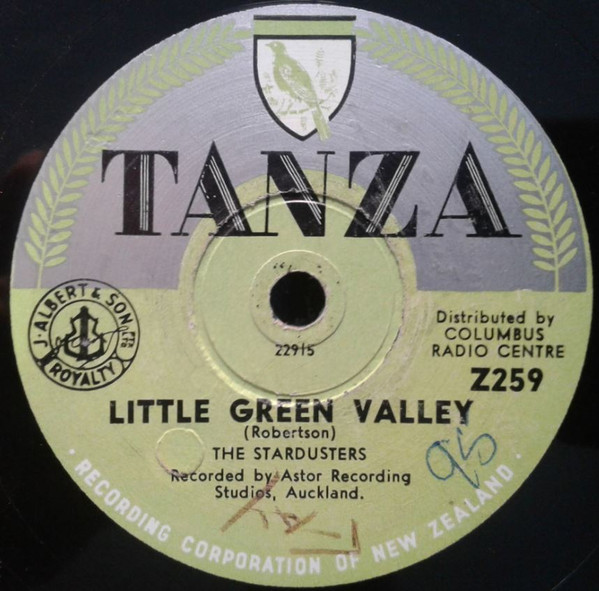 TANZA
J. ALBERT & SON PTY LTD
ROYALTY
Distributed by
COLUMBUS
RADIO CENTRE
Z259
22915
LITTLE GREEN VALLEY
(Robertson)
THE STARDUSTERS
Recorded by Astor Recording
Studios, Auckland.
95
· RECORDING CORPORATION OF NEW ZEALAND ·